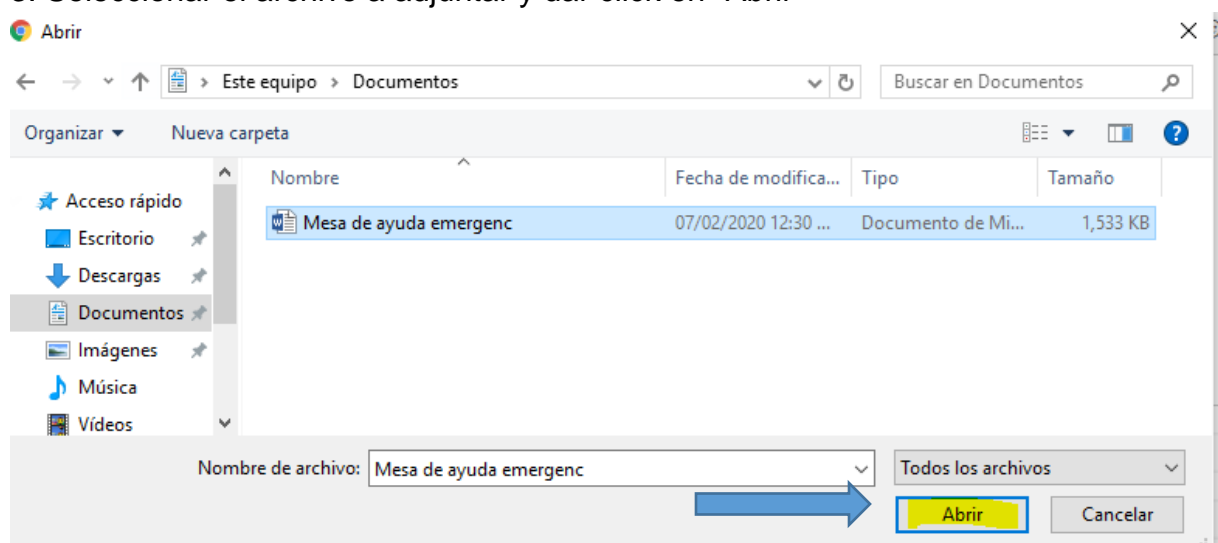 Abrir
Este equipo > Documentos
Buscar en Documentos
Organizar
Nueva carpeta
Nombre
Fecha de modifica...
Tipo
Tamaño
Acceso rápido
Mesa de ayuda emergenc
07/02/2020 12:30 ...
Documento de Mi...
1,533 KB
Escritorio
Descargas
Documentos
Imágenes
Música
Vídeos
Nombre de archivo: Mesa de ayuda emergenc
Todos los archivos
Abrir
Cancelar